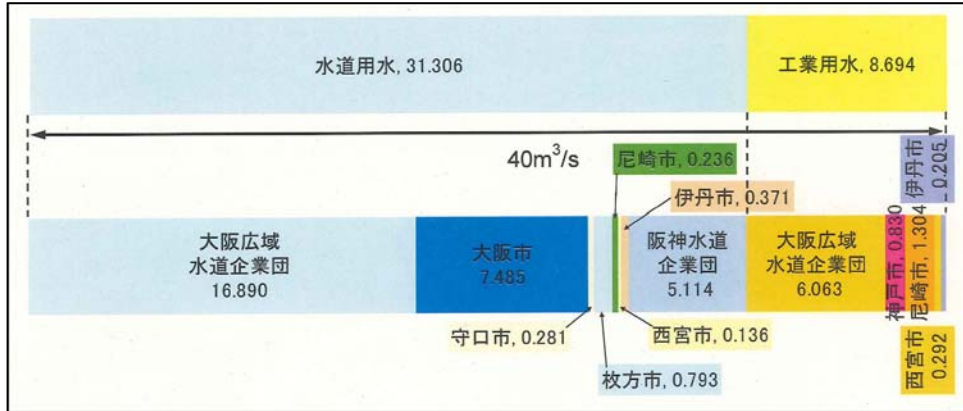 水道用水, 31.306
工業用水, 8.694
40m³/s
尼崎市, 0.236
伊丹市, 0.371
伊丹市
0.205
大阪広域
水道企業団
16.890
大阪市
7.485
阪神水道
企業団
5.114
大阪広域
水道企業団
6.063
神戸市, 0.830
尼崎市, 1.304
守口市, 0.281
西宮市, 0.136
枚方市, 0.793
西宮市
0.292